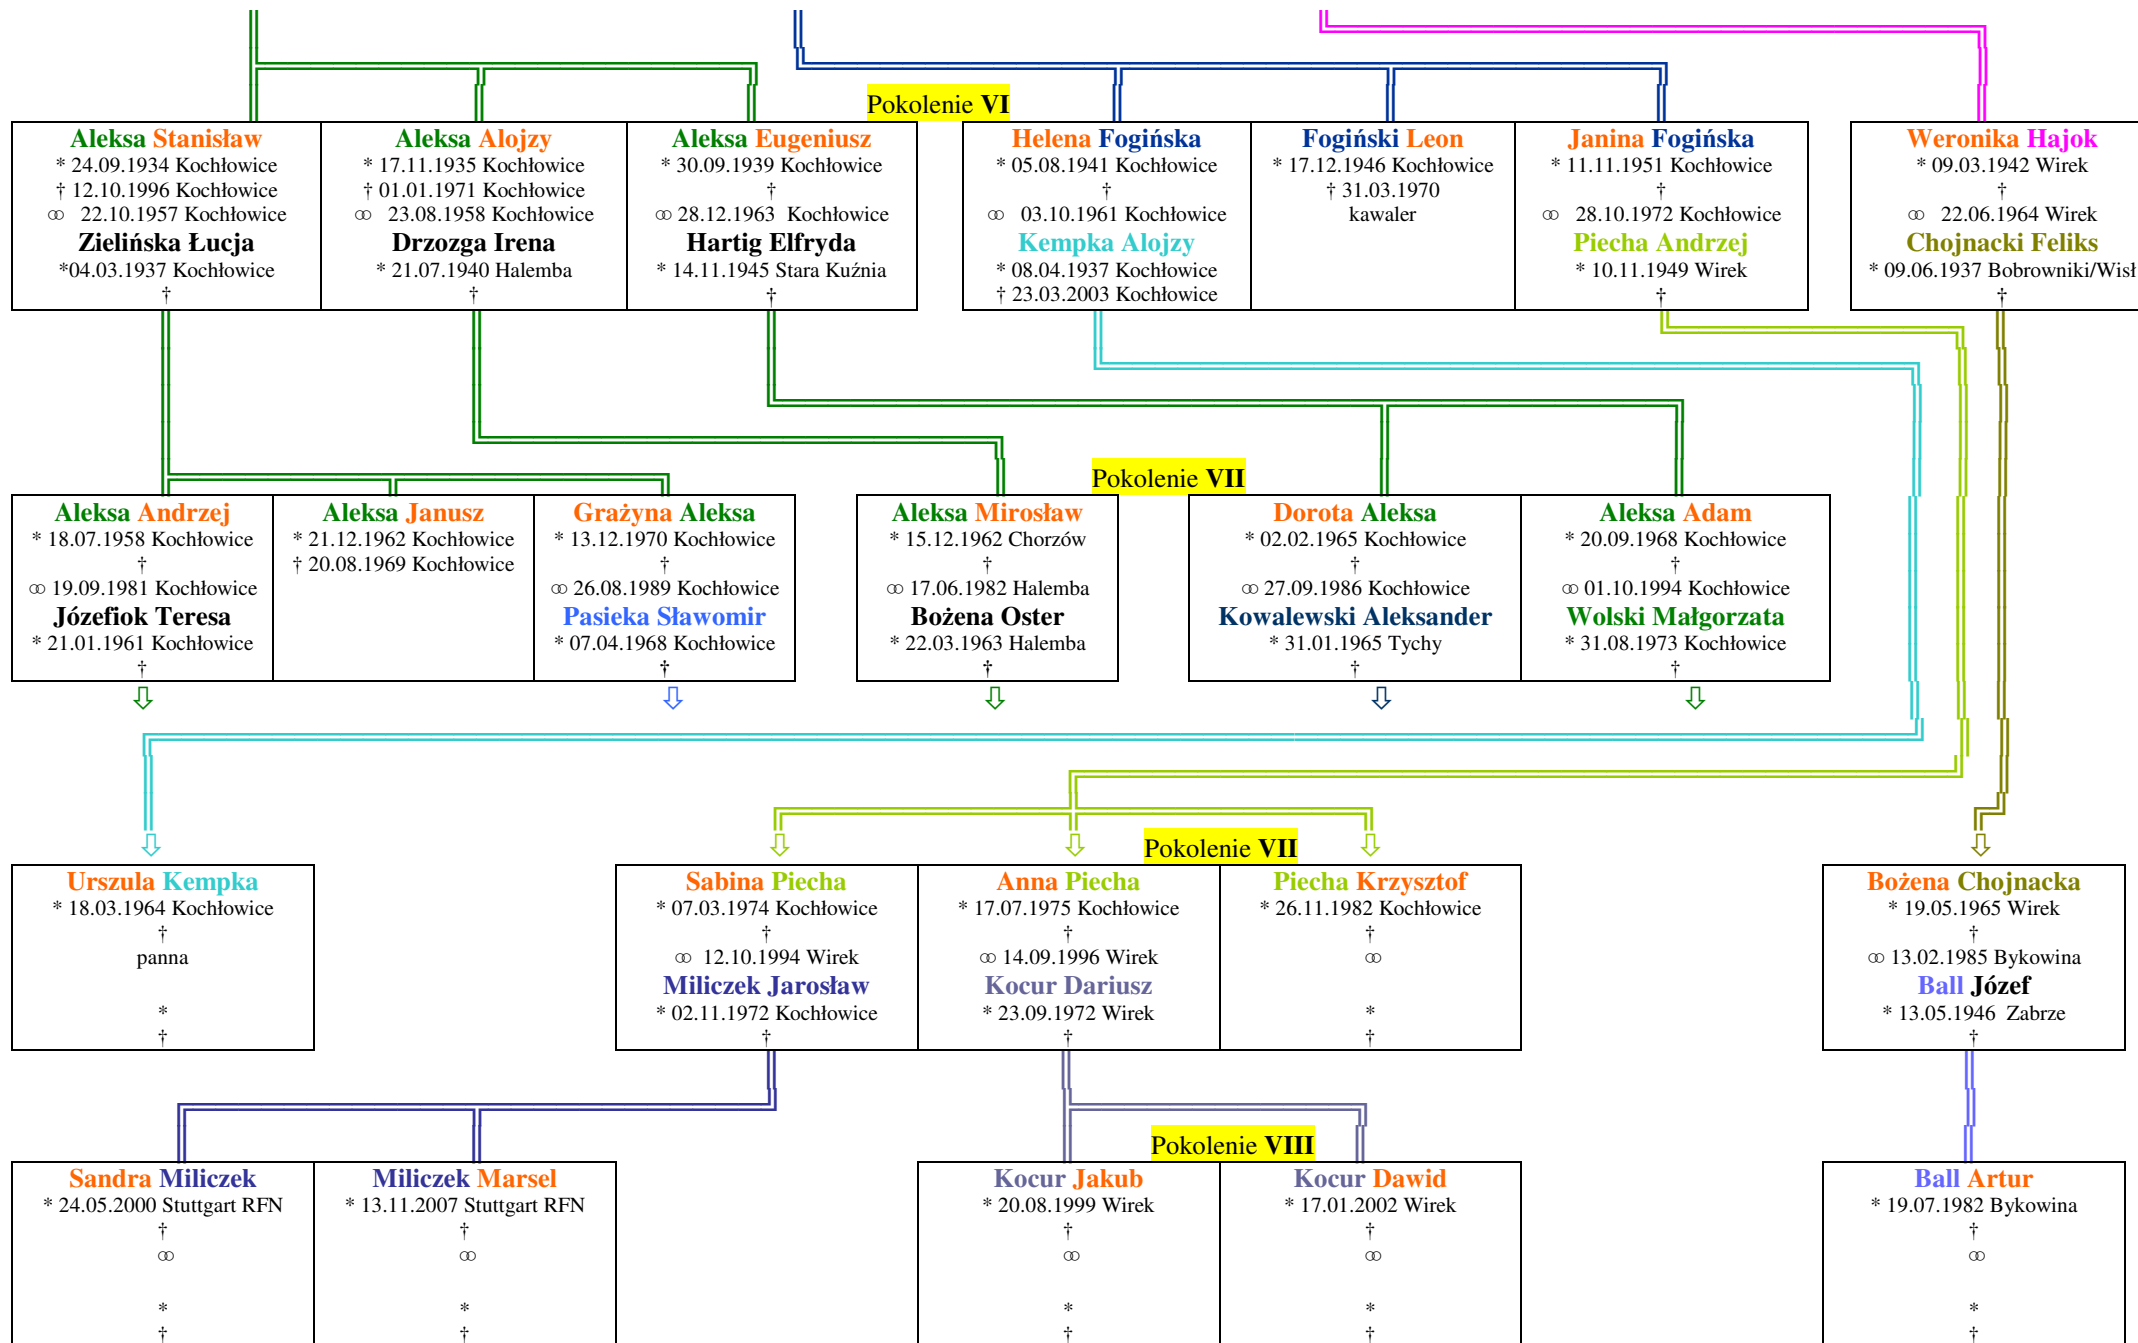 Pokolenie VI
Aleksa Stanisław
* 24.09.1934 Kochłowice
† 12.10.1996 Kochłowice
⚭ 22.10.1957 Kochłowice
Zielińska Łucja
*04.03.1937 Kochłowice
†
Aleksa Alojzy
* 17.11.1935 Kochłowice
† 01.01.1971 Kochłowice
⚭ 23.08.1958 Kochłowice
Drzozga Irena
* 21.07.1940 Halemba
†
Aleksa Eugeniusz
* 30.09.1939 Kochłowice
†
⚭ 28.12.1963 Kochłowice
Hartig Elfryda
* 14.11.1945 Stara Kuźnia
†
Helena Fogińska
* 05.08.1941 Kochłowice
†
⚭ 03.10.1961 Kochłowice
Kempka Alojzy
* 08.04.1937 Kochłowice
† 23.03.2003 Kochłowice
Fogiński Leon
* 17.12.1946 Kochłowice
† 31.03.1970
kawaler
Janina Fogińska
* 11.11.1951 Kochłowice
†
⚭ 28.10.1972 Kochłowice
Piecha Andrzej
* 10.11.1949 Wirek
†
Weronika Hajok
* 09.03.1942 Wirek
†
⚭ 22.06.1964 Wirek
Chojnacki Feliks
* 09.06.1937 Bobrowniki/Wisł
†
Pokolenie VII
Aleksa Andrzej
* 18.07.1958 Kochłowice
†
⚭ 19.09.1981 Kochłowice
Józefiok Teresa
* 21.01.1961 Kochłowice
†
Aleksa Janusz
* 21.12.1962 Kochłowice
† 20.08.1969 Kochłowice
Grażyna Aleksa
* 13.12.1970 Kochłowice
†
⚭ 26.08.1989 Kochłowice
Pasieka Sławomir
* 07.04.1968 Kochłowice
†
Aleksa Mirosław
* 15.12.1962 Chorzów
†
⚭ 17.06.1982 Halemba
Bożena Oster
* 22.03.1963 Halemba
†
Dorota Aleksa
* 02.02.1965 Kochłowice
†
⚭ 27.09.1986 Kochłowice
Kowalewski Aleksander
* 31.01.1965 Tychy
†
Aleksa Adam
* 20.09.1968 Kochłowice
†
⚭ 01.10.1994 Kochłowice
Wolski Małgorzata
* 31.08.1973 Kochłowice
†
Pokolenie VII
Urszula Kempka
* 18.03.1964 Kochłowice
†
panna
*
†
Sabina Piecha
* 07.03.1974 Kochłowice
†
⚭ 12.10.1994 Wirek
Miliczek Jarosław
* 02.11.1972 Kochłowice
†
Anna Piecha
* 17.07.1975 Kochłowice
†
⚭ 14.09.1996 Wirek
Kocur Dariusz
* 23.09.1972 Wirek
†
Piecha Krzysztof
* 26.11.1982 Kochłowice
†
⚭
*
†
Bożena Chojnacka
* 19.05.1965 Wirek
†
⚭ 13.02.1985 Bykowina
Ball Józef
* 13.05.1946 Zabrze
†
Pokolenie VIII
Sandra Miliczek
* 24.05.2000 Stuttgart RFN
†
⚭
*
†
Miliczek Marsel
* 13.11.2007 Stuttgart RFN
†
⚭
*
†
Kocur Jakub
* 20.08.1999 Wirek
†
⚭
*
†
Kocur Dawid
* 17.01.2002 Wirek
†
⚭
*
†
Ball Artur
* 19.07.1982 Bykowina
†
⚭
*
†